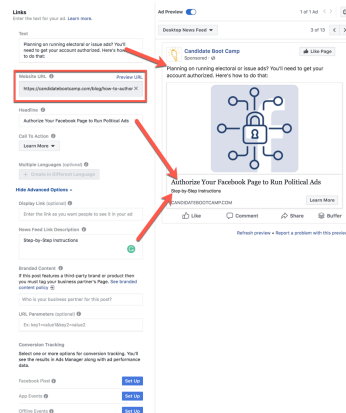 Links
Enter the text for your ad. Learn more.
Text
Planning on running electoral or issue ads? You'll
need to get your account authorized. Here's how
to do that:
Website URL
Preview URL
https://candidatebootcamp.com/blog/how-to-author
Headline
Authorize Your Facebook Page to Run Political Ads
Call To Action
Learn More
Multiple Languages (optional)
+ Create in Different Language
Hide Advanced Options
Display Link (optional)
Enter the link as you want people to see it in your ad
News Feed Link Description
Step-by-Step Instructions
Branded Content
If this post features a third-party brand or product then
you must tag your business partner's Page. See branded
content policy
Who is your business partner for this post?
URL Parameters (optional)
Ex: key1=value1&key2=value2
Conversion Tracking
Select one or more options for conversion tracking. You'll
see the results in Ads Manager along with ad performance
data.
Facebook Pixel
Set Up
App Events
Set Up
Offline Events
Set Up
Ad Preview
1 of 1 Ad
Desktop News Feed
3 of 13
Candidate Boot Camp
Sponsored
Like Page
Planning on running electoral or issue ads? You'll need to get your
account authorized. Here's how to do that:
Authorize Your Facebook Page to Run Political Ads
Step-by-Step Instructions
CANDIDATEBOOTCAMP.COM
Learn More
Like
Comment
Share
Buffer
Refresh preview • Report a problem with this preview